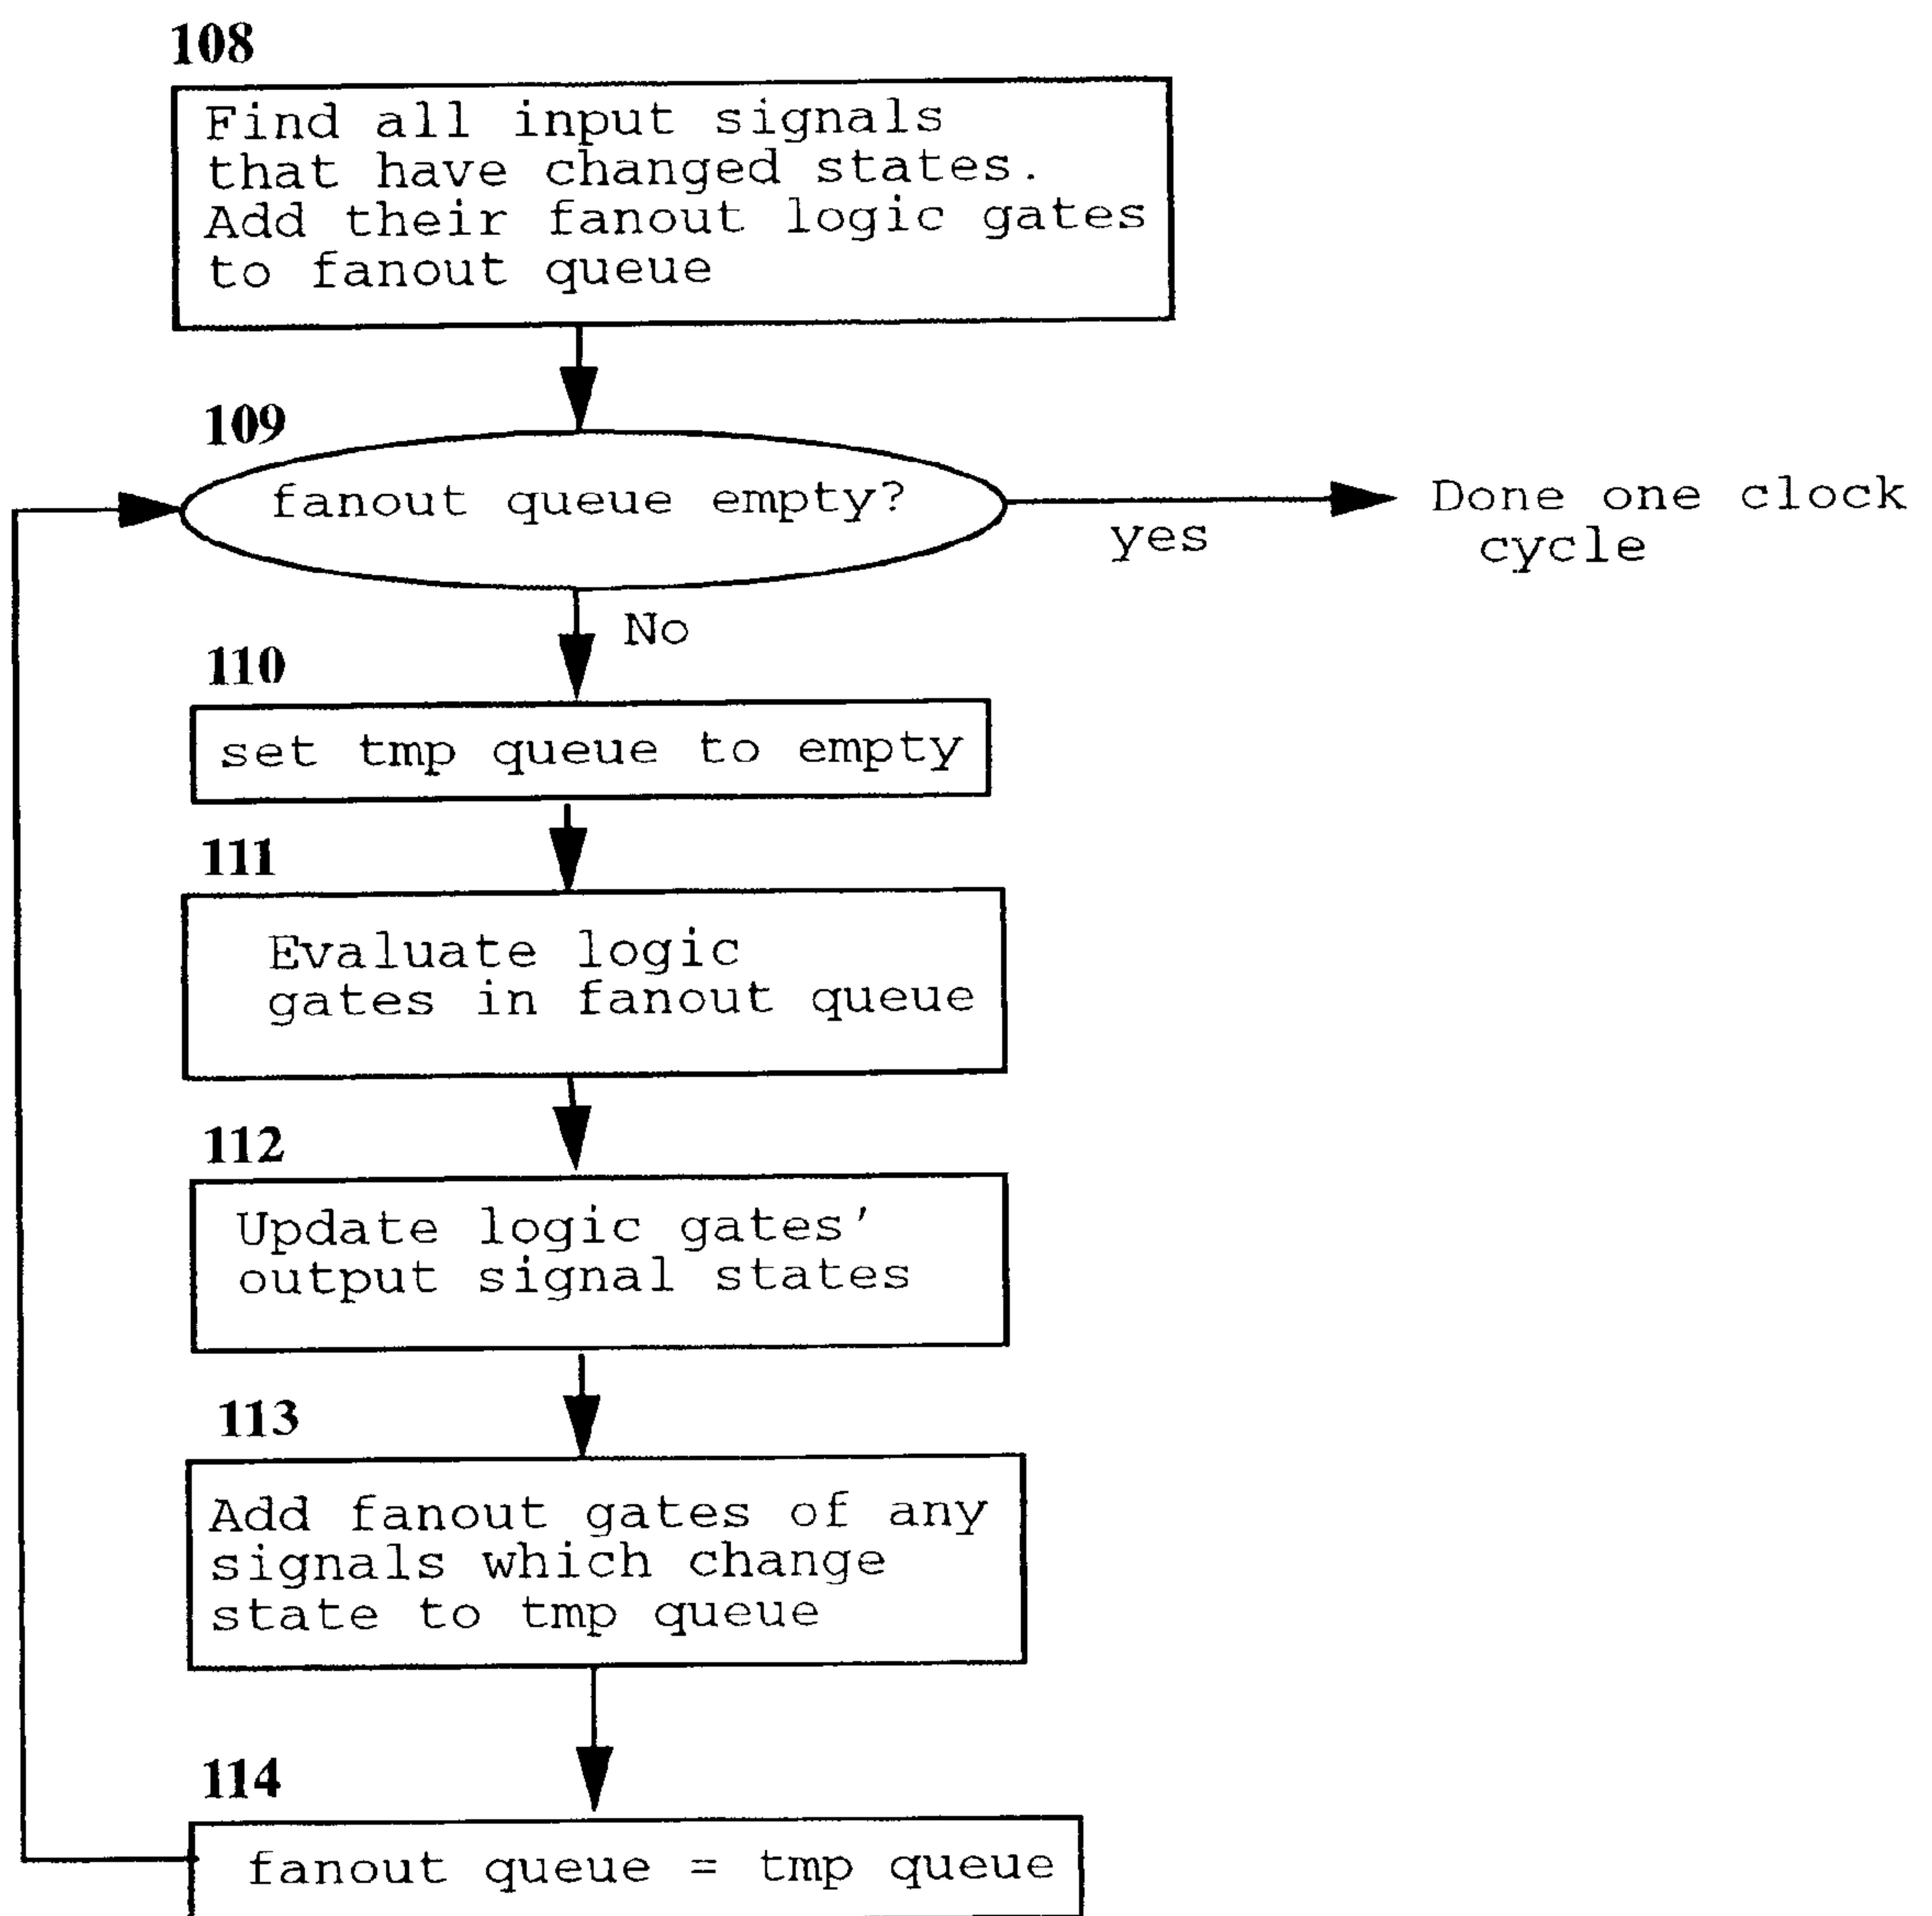 108
Find all input signals
that have changed states.
Add their fanout logic gates
to fanout queue
109
fanout queue empty?
yes
Done one clock
cycle
No
110
set tmp queue to empty
111
Evaluate logic
gates in fanout queue
112
Update logic gates'
output signal states
113
Add fanout gates of any
signals which change
state to tmp queue
114
fanout queue = tmp queue